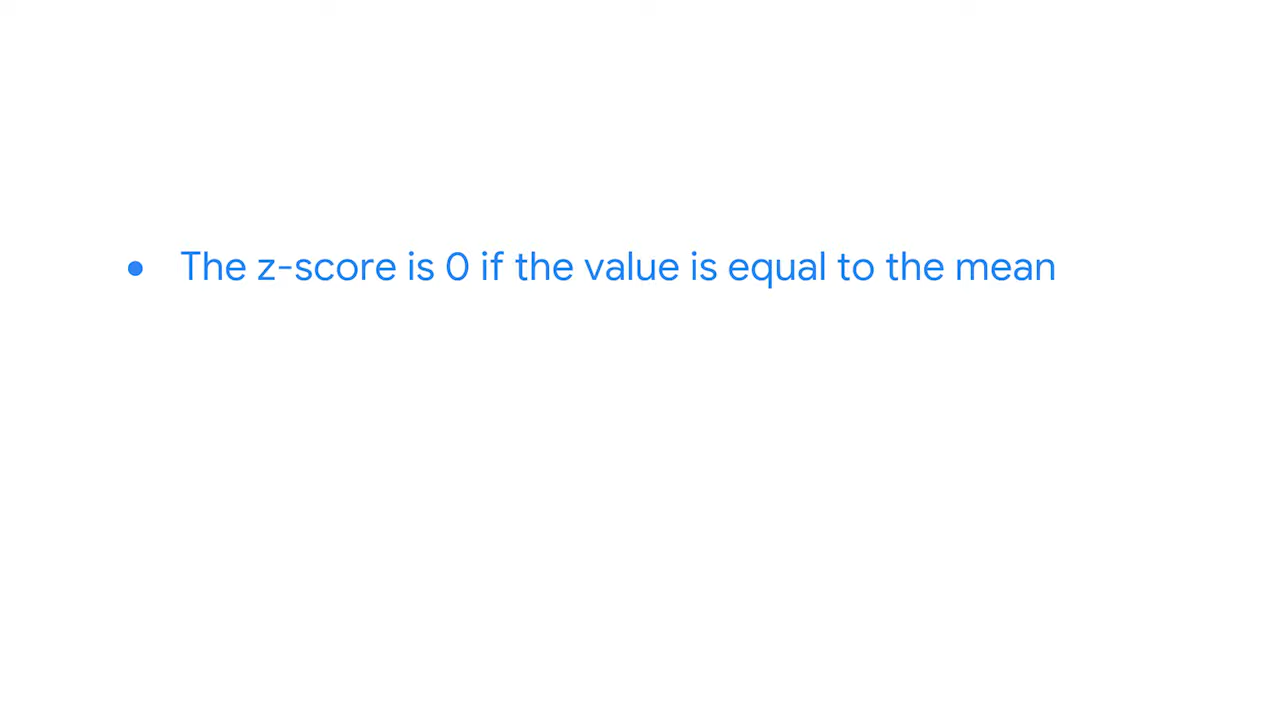 ● The z-score is 0 if the value is equal to the mean